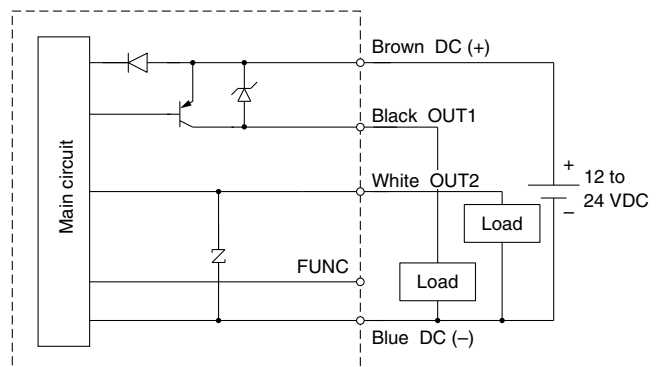 Main circuit
Brown DC (+)
Black OUT1
White OUT2
FUNC
Blue DC (–)
Load
Load
+
–
12 to
24 VDC